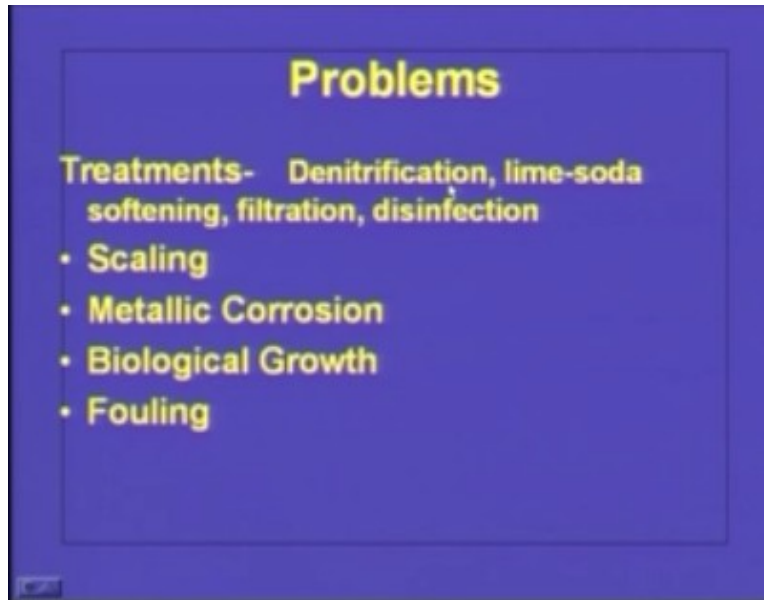 Problems
Treatments- Denitrification, lime-soda
softening, filtration, disinfection
• Scaling
• Metallic Corrosion
• Biological Growth
• Fouling